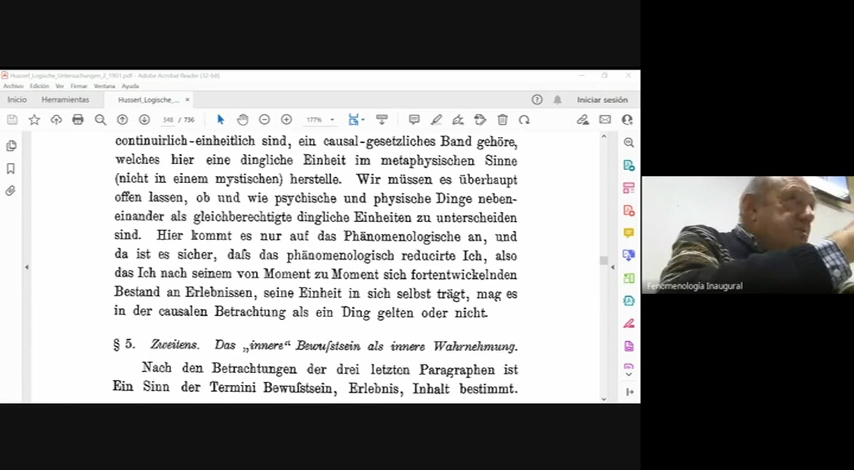 Husserl_Logische_Untersuchungen_2_1901.pdf - Adobe Acrobat Reader (32-bit)
Archivo Edición Ver Firmar Ventana Ayuda
Inicio Herramientas Husserl_Logische_... × Iniciar sesión
348 / 736 177%
continuirlich-einheitlich sind, ein causal-gesetzliches Band gehöre,
welches hier eine dingliche Einheit im metaphysischen Sinne
(nicht in einem mystischen) herstelle. Wir müssen es überhaupt
offen lassen, ob und wie psychische und physische Dinge neben-
einander als gleichberechtigte dingliche Einheiten zu unterscheiden
sind. Hier kommt es nur auf das Phänomenologische an, und
da ist es sicher, daſs das phänomenologisch reducirte Ich, also
das Ich nach seinem von Moment zu Moment sich fortentwickelnden
Bestand an Erlebnissen, seine Einheit in sich selbst trägt, mag es
in der causalen Betrachtung als ein Ding gelten oder nicht.
§ 5. Zweitens. Das „innere“ Bewuſstsein als innere Wahrnehmung.
Nach den Betrachtungen der drei letzten Paragraphen ist
Ein Sinn der Termini Bewuſstsein, Erlebnis, Inhalt bestimmt.
Fenomenología Inaugural